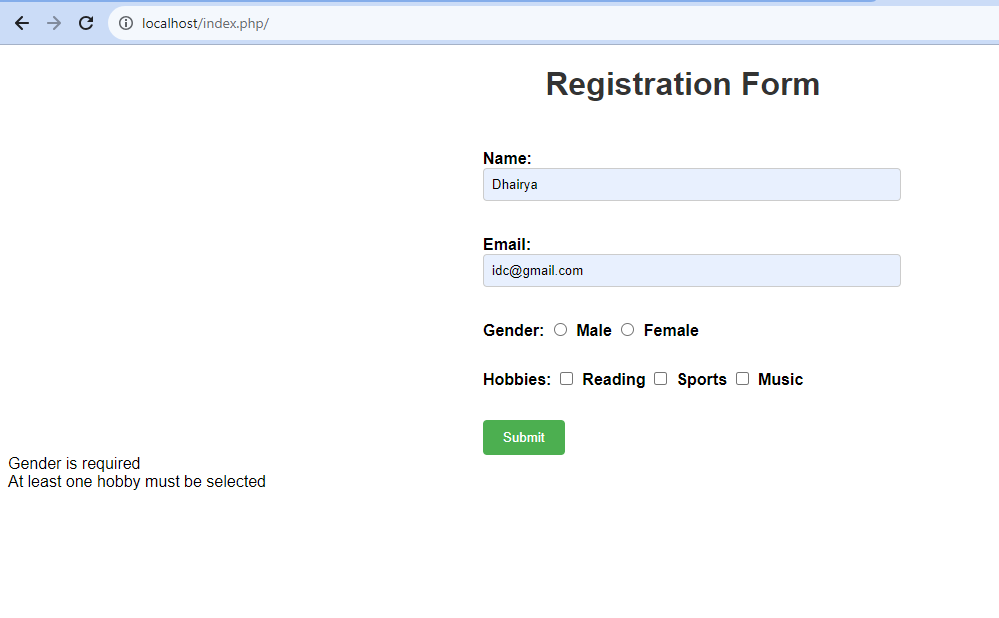 localhost/index.php/
Registration Form
Name:
Dhairya
Email:
idc@gmail.com
Gender: Male Female
Hobbies: Reading Sports Music
Submit
Gender is required
At least one hobby must be selected